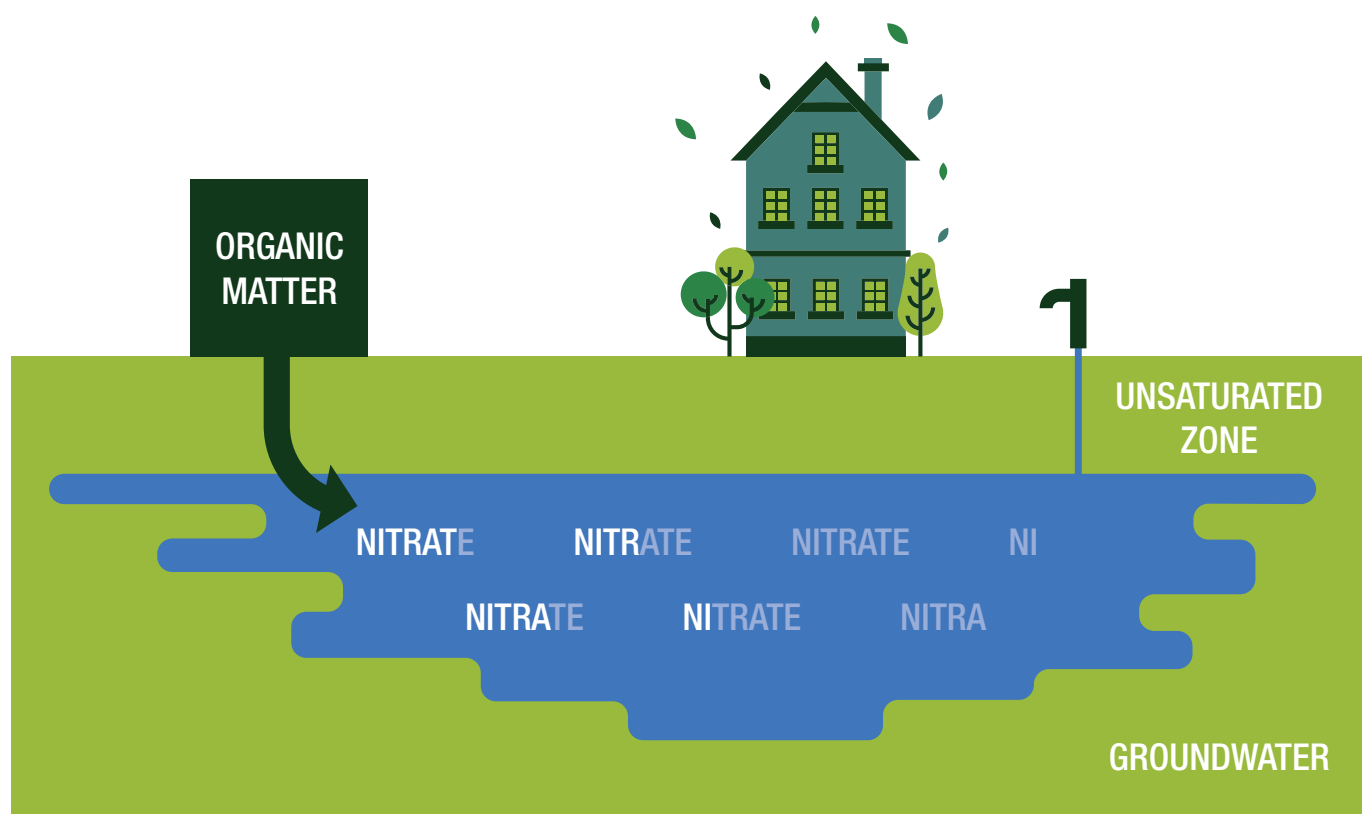 ORGANIC
MATTER
UNSATURATED
ZONE
NITRATE NITRATE NITRATE NI
NITRATE NITRATE NITRA
GROUNDWATER